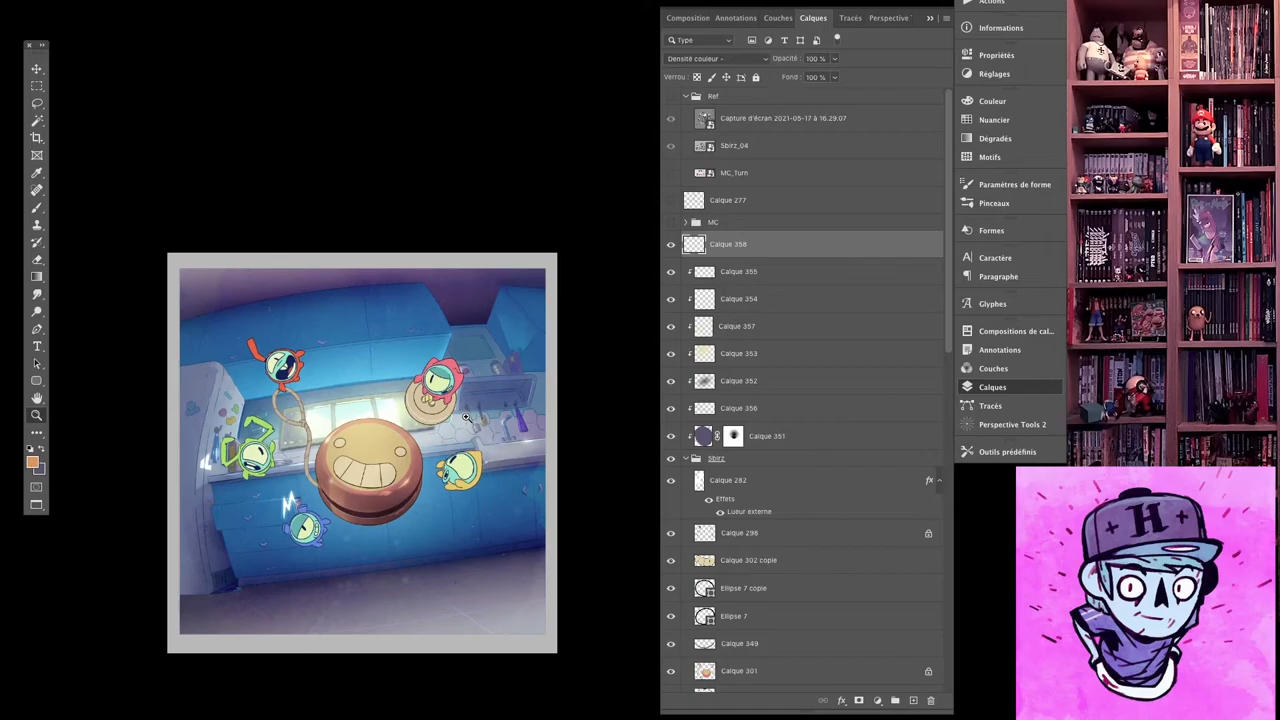 Composition Annotations Couches Calques Tracés Perspective
Type
Densité couleur - Opacité : 100 %
Verrou : Fond : 100 %
Ref
Capture d'écran 2021-05-17 à 16.29.07
Sbirz_04
MC_Turn
Calque 277
MC
Calque 358
Calque 355
Calque 354
Calque 357
Calque 353
Calque 352
Calque 356
Calque 351
Sbirz
Calque 282 fx
Effets
Lueur externe
Calque 298
Calque 302 copie
Ellipse 7 copie
Ellipse 7
Calque 349
Calque 301
Actions
Informations
Propriétés
Réglages
Couleur
Nuancier
Dégradés
Motifs
Paramètres de forme
Pinceaux
Formes
Caractère
Paragraphe
Glyphes
Compositions de cal...
Annotations
Couches
Calques
Tracés
Perspective Tools 2
Outils prédéfinis
H